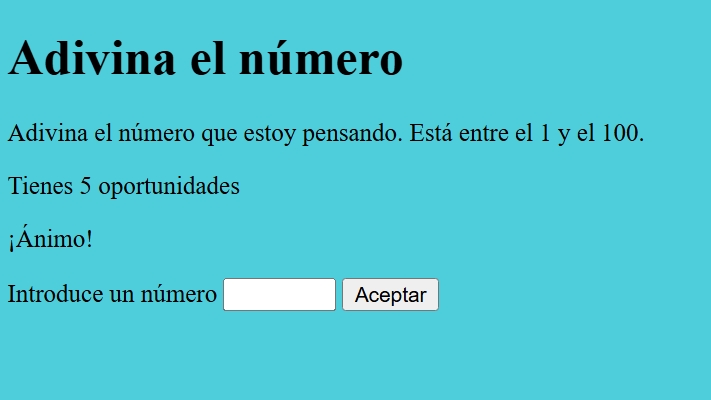 Adivina el número
Adivina el número que estoy pensando. Está entre el 1 y el 100.
Tienes 5 oportunidades
¡Ánimo!
Introduce un número Aceptar